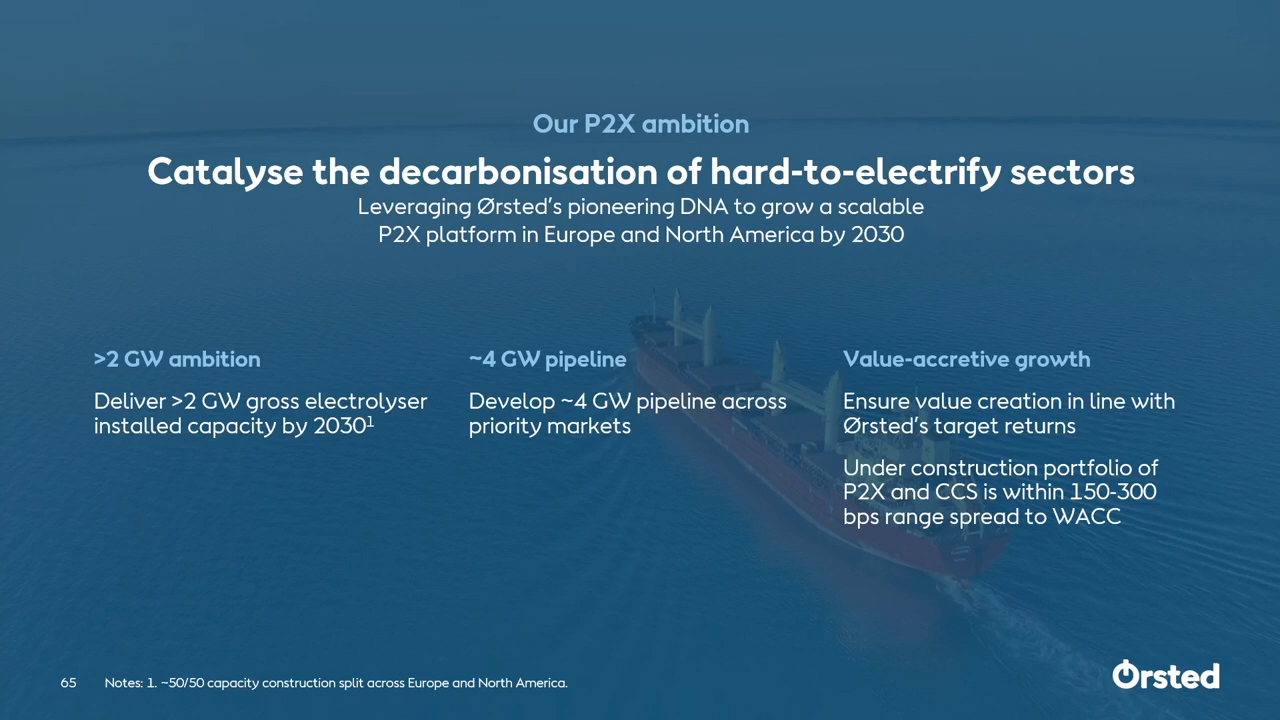 Our P2X ambition
Catalyse the decarbonisation of hard-to-electrify sectors
Leveraging Ørsted's pioneering DNA to grow a scalable
P2X platform in Europe and North America by 2030
>2 GW ambition
Deliver >2 GW gross electrolyser
installed capacity by 2030¹
~4 GW pipeline
Develop ~4 GW pipeline across
priority markets
Value-accretive growth
Ensure value creation in line with
Ørsted's target returns
Under construction portfolio of
P2X and CCS is within 150-300
bps range spread to WACC
65
Notes: 1. ~50/50 capacity construction split across Europe and North America.
Ørsted